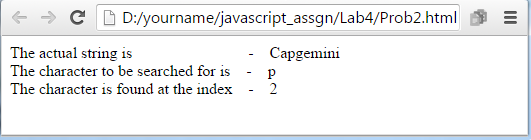 D:/yourname/javascript_assgn/Lab4/Prob2.html
The actual string is - Capgemini
The character to be searched for is - p
The character is found at the index - 2